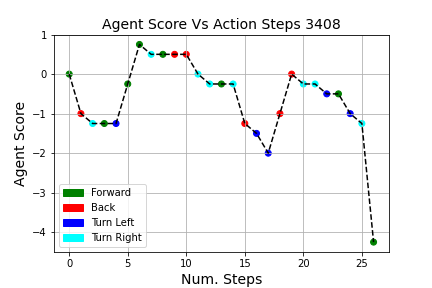 Agent Score Vs Action Steps 3408
1
0
−1
−2
−3
−4
Agent Score
Forward
Back
Turn Left
Turn Right
0 5 10 15 20 25
Num. Steps